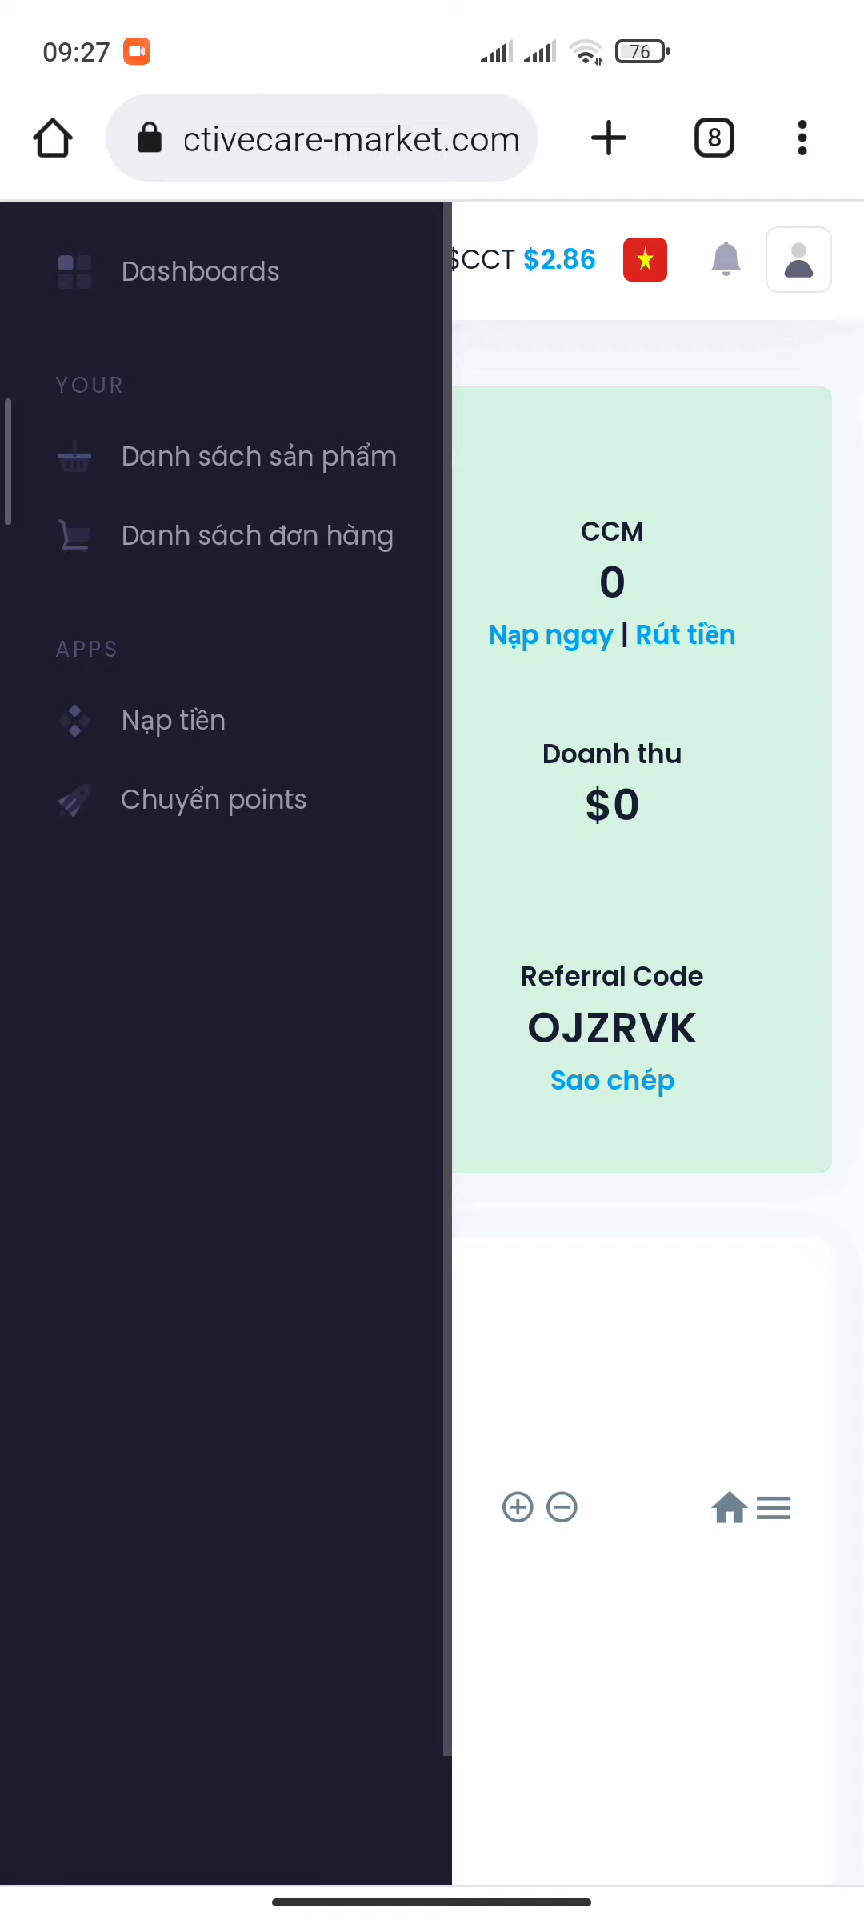 09:27
76
ctivecare-market.com
8
Dashboards
$CCT $2.86
YOUR
Danh sách sản phẩm
Danh sách đơn hàng
APPS
Nạp tiền
Chuyển points
CCM
0
Nạp ngay | Rút tiền
Doanh thu
$0
Referral Code
OJZRVK
Sao chép